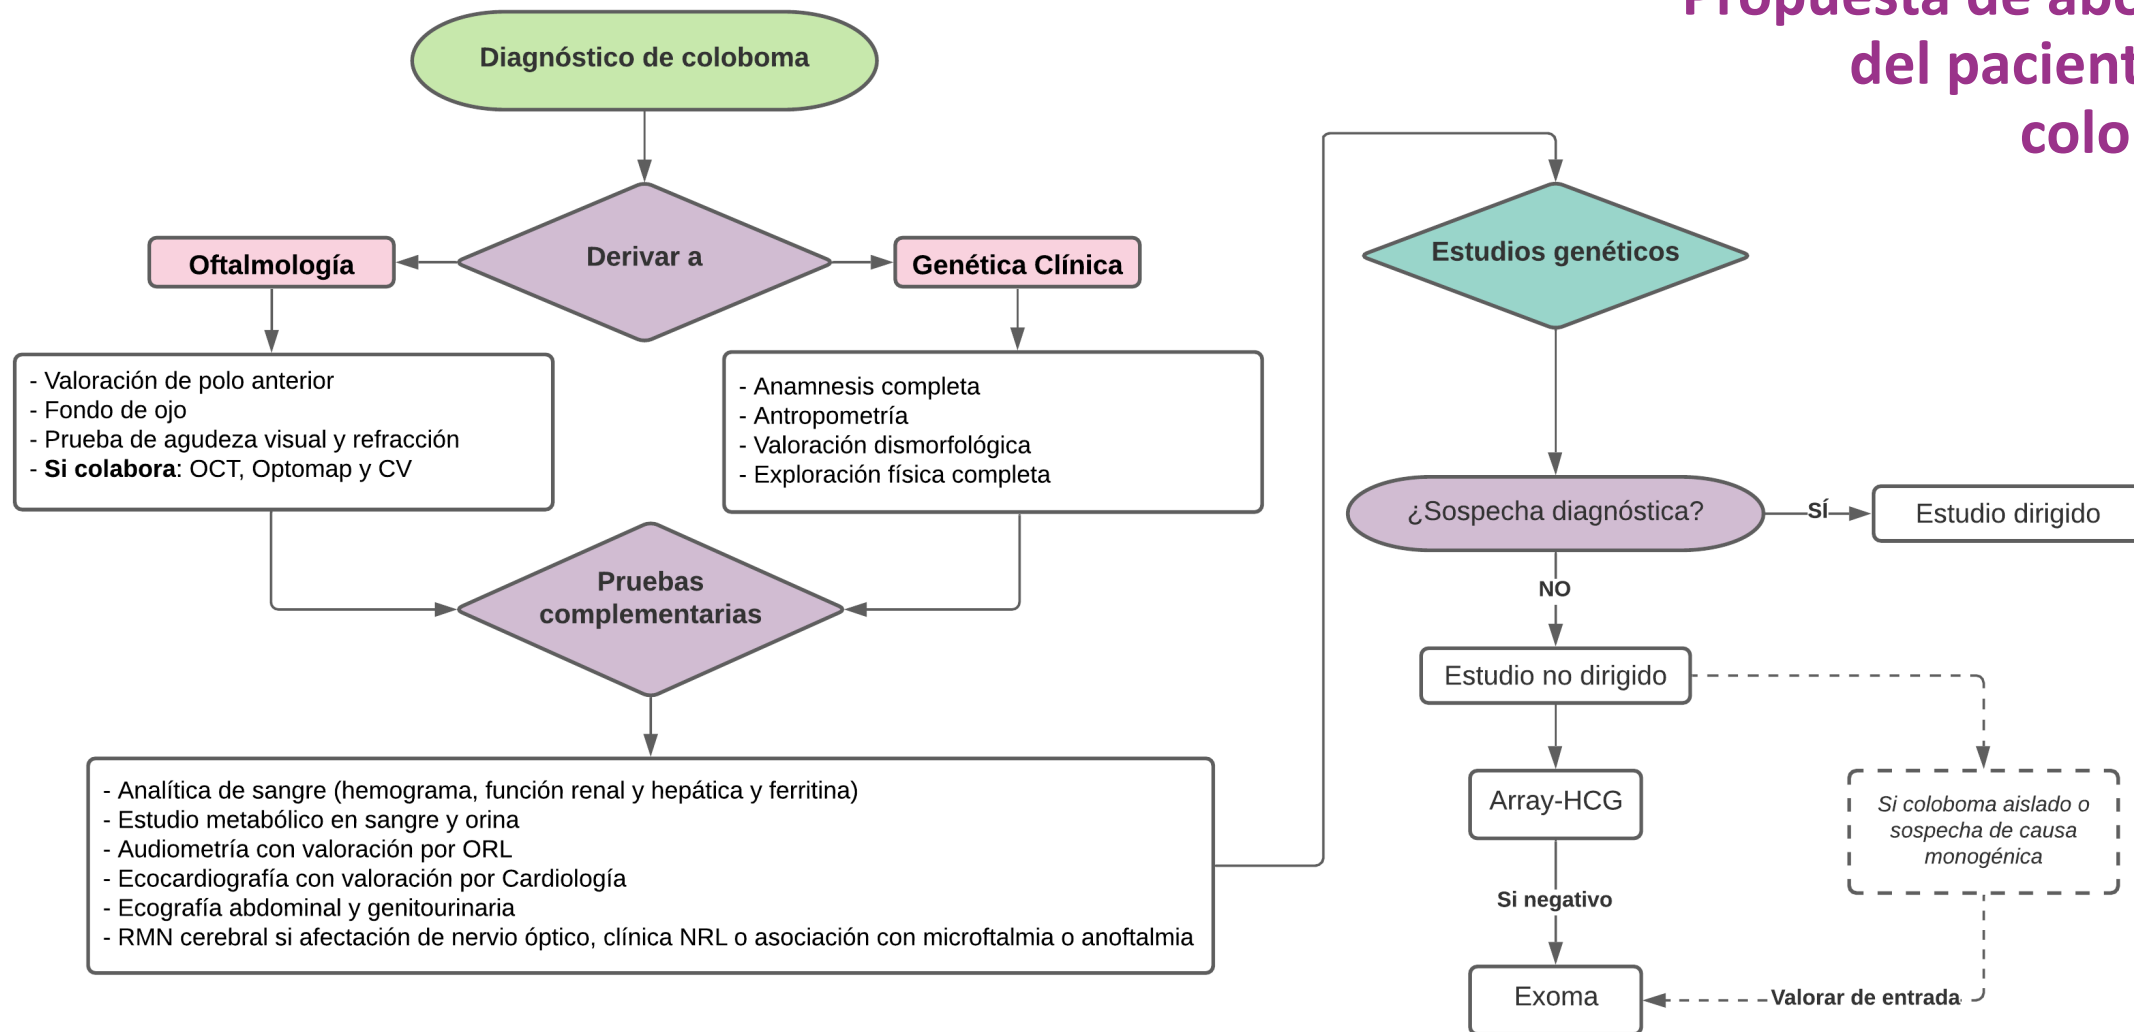 Propuesta de
del
Diagnóstico de coloboma
Derivar a
Oftalmología
Genética Clínica
- Valoración de polo anterior
- Fondo de ojo
- Prueba de agudeza visual y refracción
- Si colabora: OCT, Optomap y CV
- Anamnesis completa
- Antropometría
- Valoración dismorfológica
- Exploración física completa
Pruebas
complementarias
- Analítica de sangre (hemograma, función renal y hepática y ferritina)
- Estudio metabólico en sangre y orina
- Audiometría con valoración por ORL
- Ecocardiografía con valoración por Cardiología
- Ecografía abdominal y genitourinaria
- RMN cerebral si afectación de nervio óptico, clínica NRL o asociación con microftalmia o anoftalmia
Estudios genéticos
¿Sospecha diagnóstica?
SÍ
Estudio dirigido
NO
Estudio no dirigido
Array-HCG
Si coloboma aislado o
sospecha de causa
monogénica
Si negativo
Exoma
Valorar de entrada